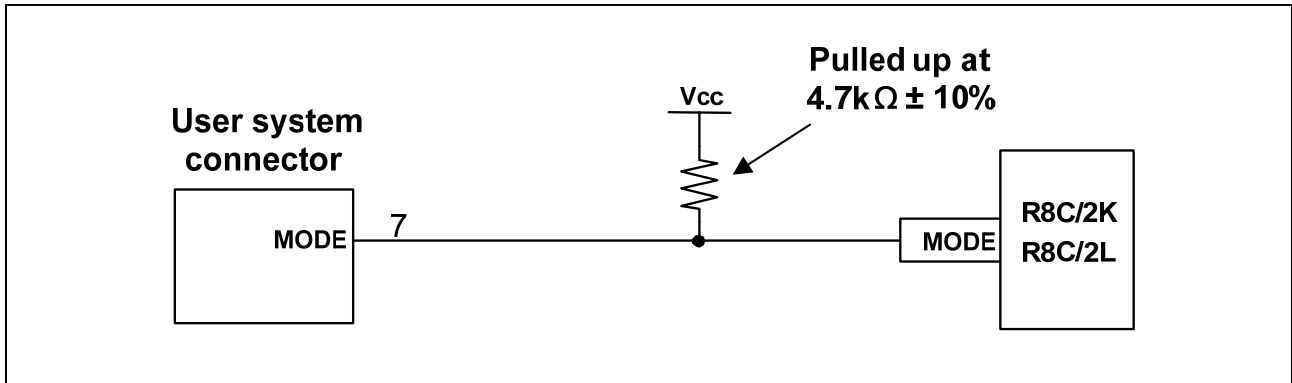 Pulled up at
4.7kΩ ± 10%
Vcc
User system
connector
MODE
7
MODE
R8C/2K
R8C/2L